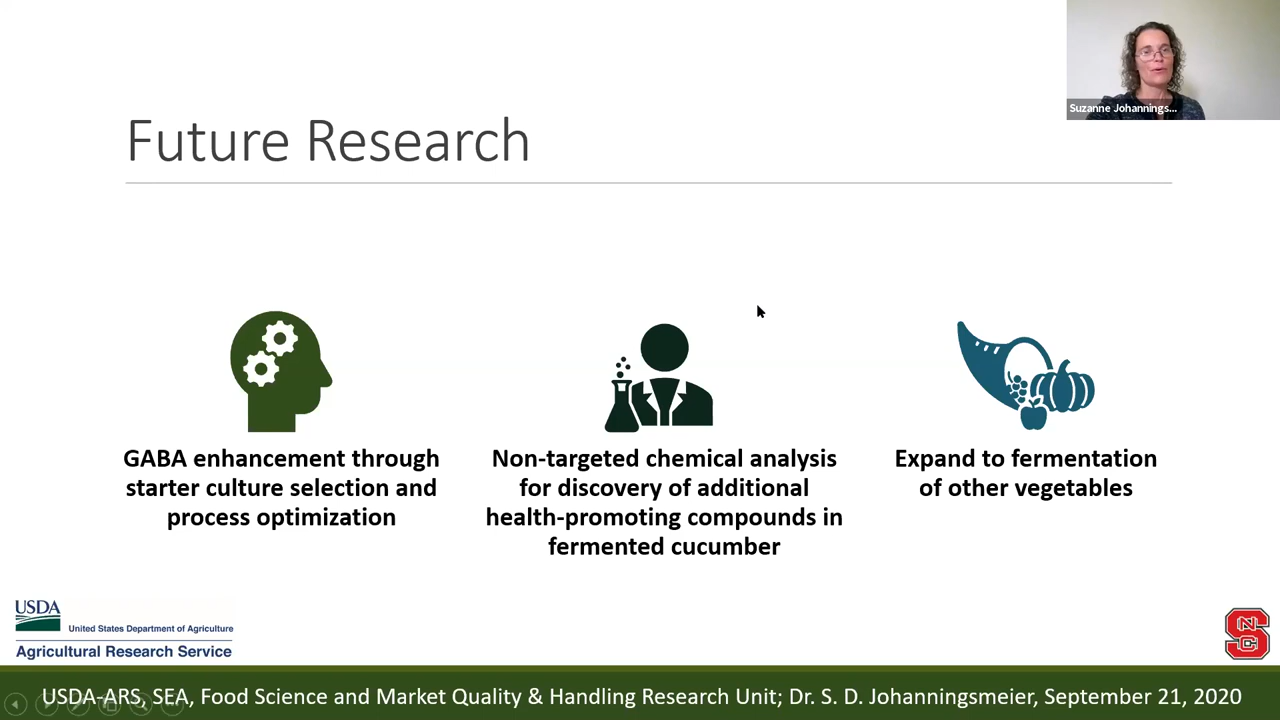 Suzanne Johannings...
Future Research
GABA enhancement through
starter culture selection and
process optimization
Non-targeted chemical analysis
for discovery of additional
health-promoting compounds in
fermented cucumber
Expand to fermentation
of other vegetables
USDA
United States Department of Agriculture
Agricultural Research Service
NC
S
USDA-ARS, SEA, Food Science and Market Quality & Handling Research Unit; Dr. S. D. Johanningsmeier, September 21, 2020